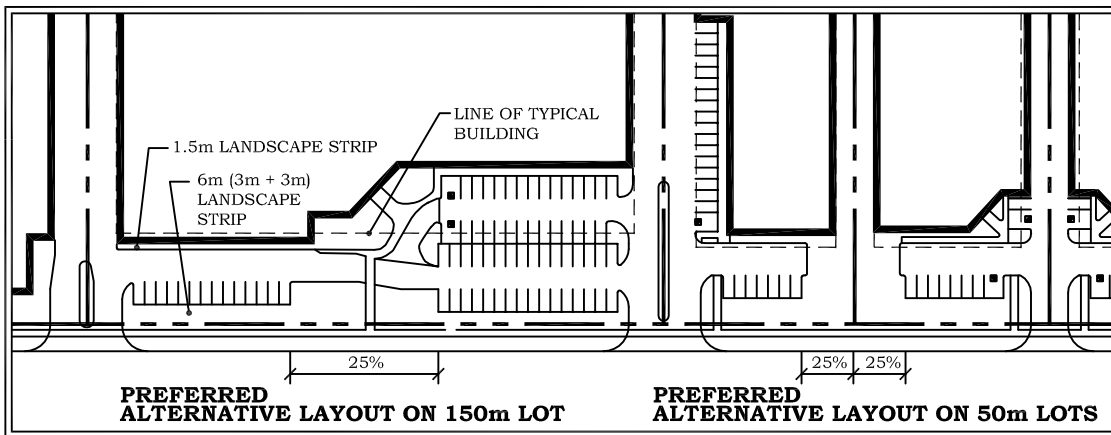 LINE OF TYPICAL
BUILDING
1.5m LANDSCAPE STRIP
6m (3m + 3m)
LANDSCAPE
STRIP
25%
25%
25%
PREFERRED
ALTERNATIVE LAYOUT ON 150m LOT
PREFERRED
ALTERNATIVE LAYOUT ON 50m LOTS